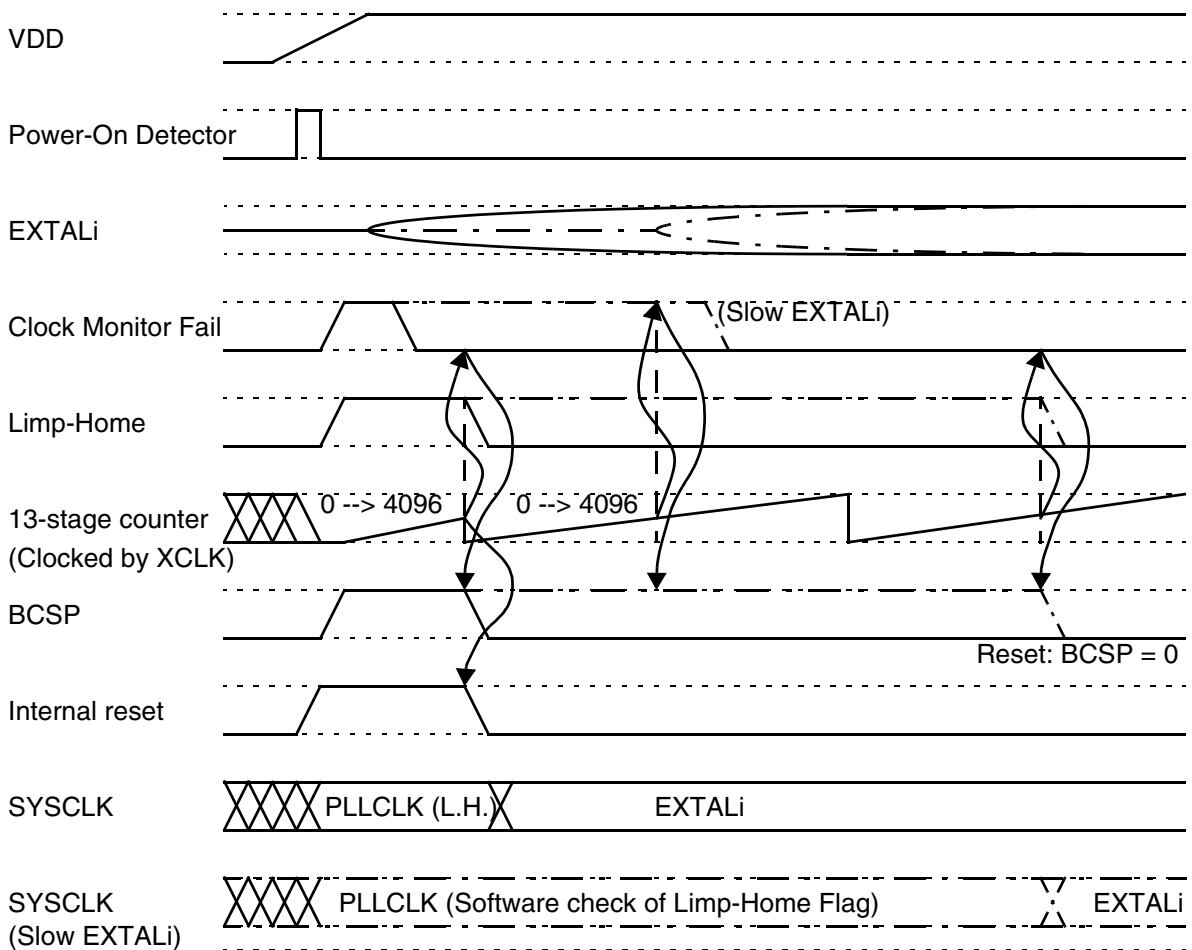 VDD
Power-On Detector
EXTALi
Clock Monitor Fail
(Slow EXTALi)
Limp-Home
13-stage counter
(Clocked by XCLK)
0 --> 4096
0 --> 4096
BCSP
Reset: BCSP = 0
Internal reset
SYSCLK
PLLCLK (L.H.)
EXTALi
SYSCLK
(Slow EXTALi)
PLLCLK (Software check of Limp-Home Flag)
EXTALi